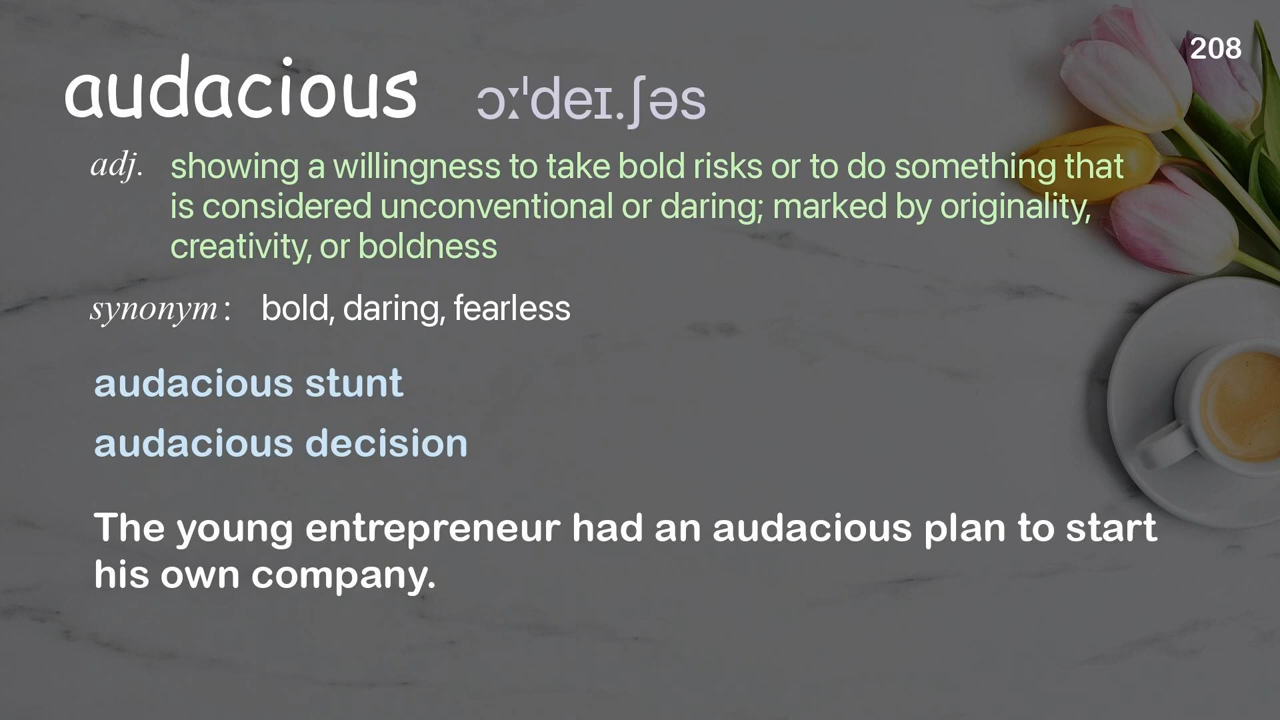 208
audacious ɔːˈdeɪ.ʃəs
adj. showing a willingness to take bold risks or to do something that
is considered unconventional or daring; marked by originality,
creativity, or boldness
synonym: bold, daring, fearless
audacious stunt
audacious decision
The young entrepreneur had an audacious plan to start
his own company.